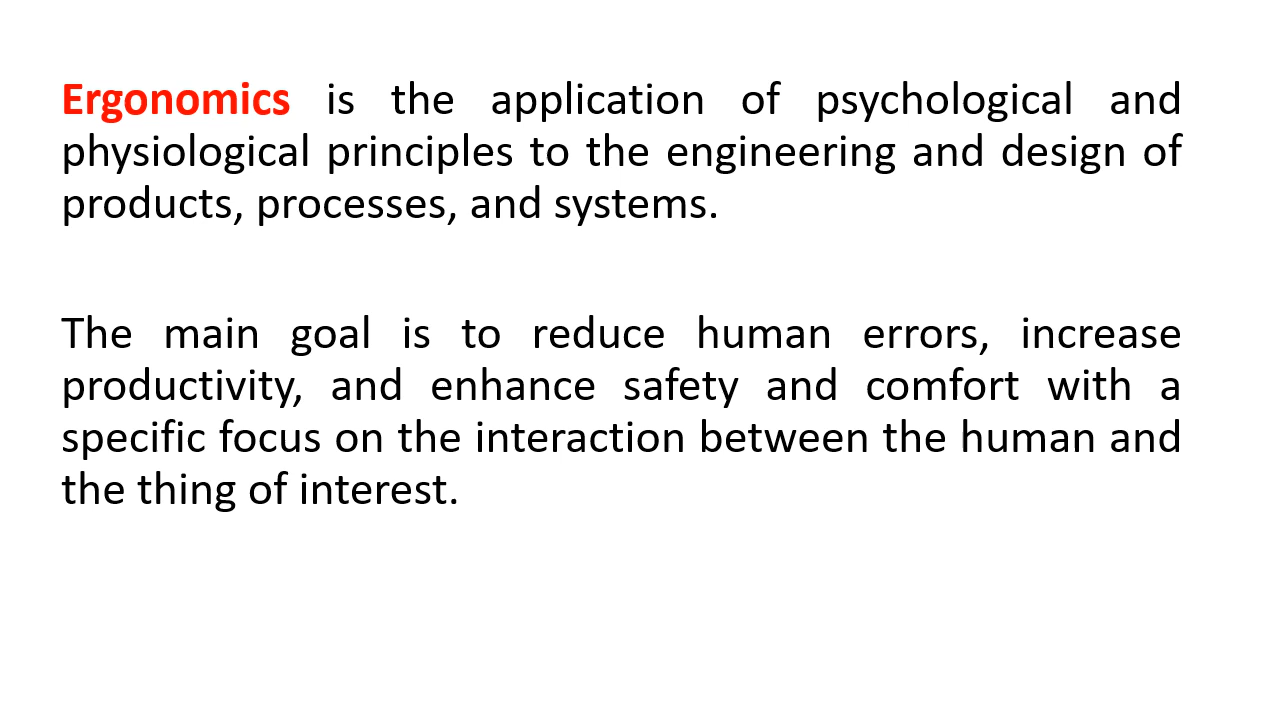 Ergonomics is the application of psychological and
physiological principles to the engineering and design of
products, processes, and systems.
The main goal is to reduce human errors, increase
productivity, and enhance safety and comfort with a
specific focus on the interaction between the human and
the thing of interest.